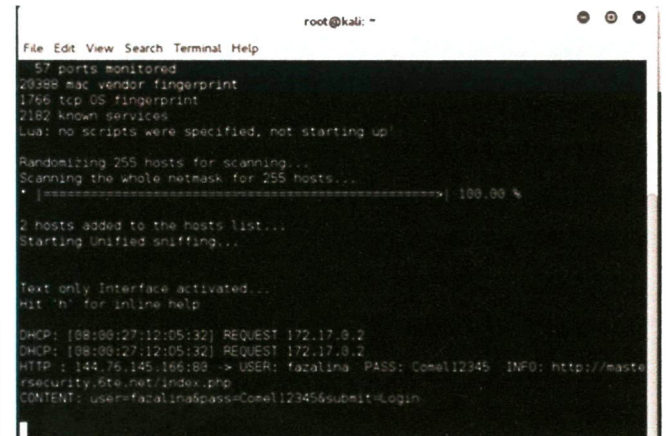 root@kali: ~
File Edit View Search Terminal Help
57 ports monitored
20388 mac vendor fingerprint
1766 tcp OS fingerprint
2182 known services
Lua: no scripts were specified, not starting up!
Randomizing 255 hosts for scanning...
Scanning the whole netmask for 255 hosts...
* |==================================================>| 100.00 %
2 hosts added to the hosts list...
Starting Unified sniffing...
Text only Interface activated...
Hit 'h' for inline help
DHCP: [08:00:27:12:D5:32] REQUEST 172.17.0.2
DHCP: [08:00:27:12:D5:32] REQUEST 172.17.0.2
HTTP : 144.76.145.166:80 -> USER: fazalina PASS: Comel12345 INFO: http://maste
rsecurity.6te.net/index.php
CONTENT: user=fazalina&pass=Comel12345&submit=Login